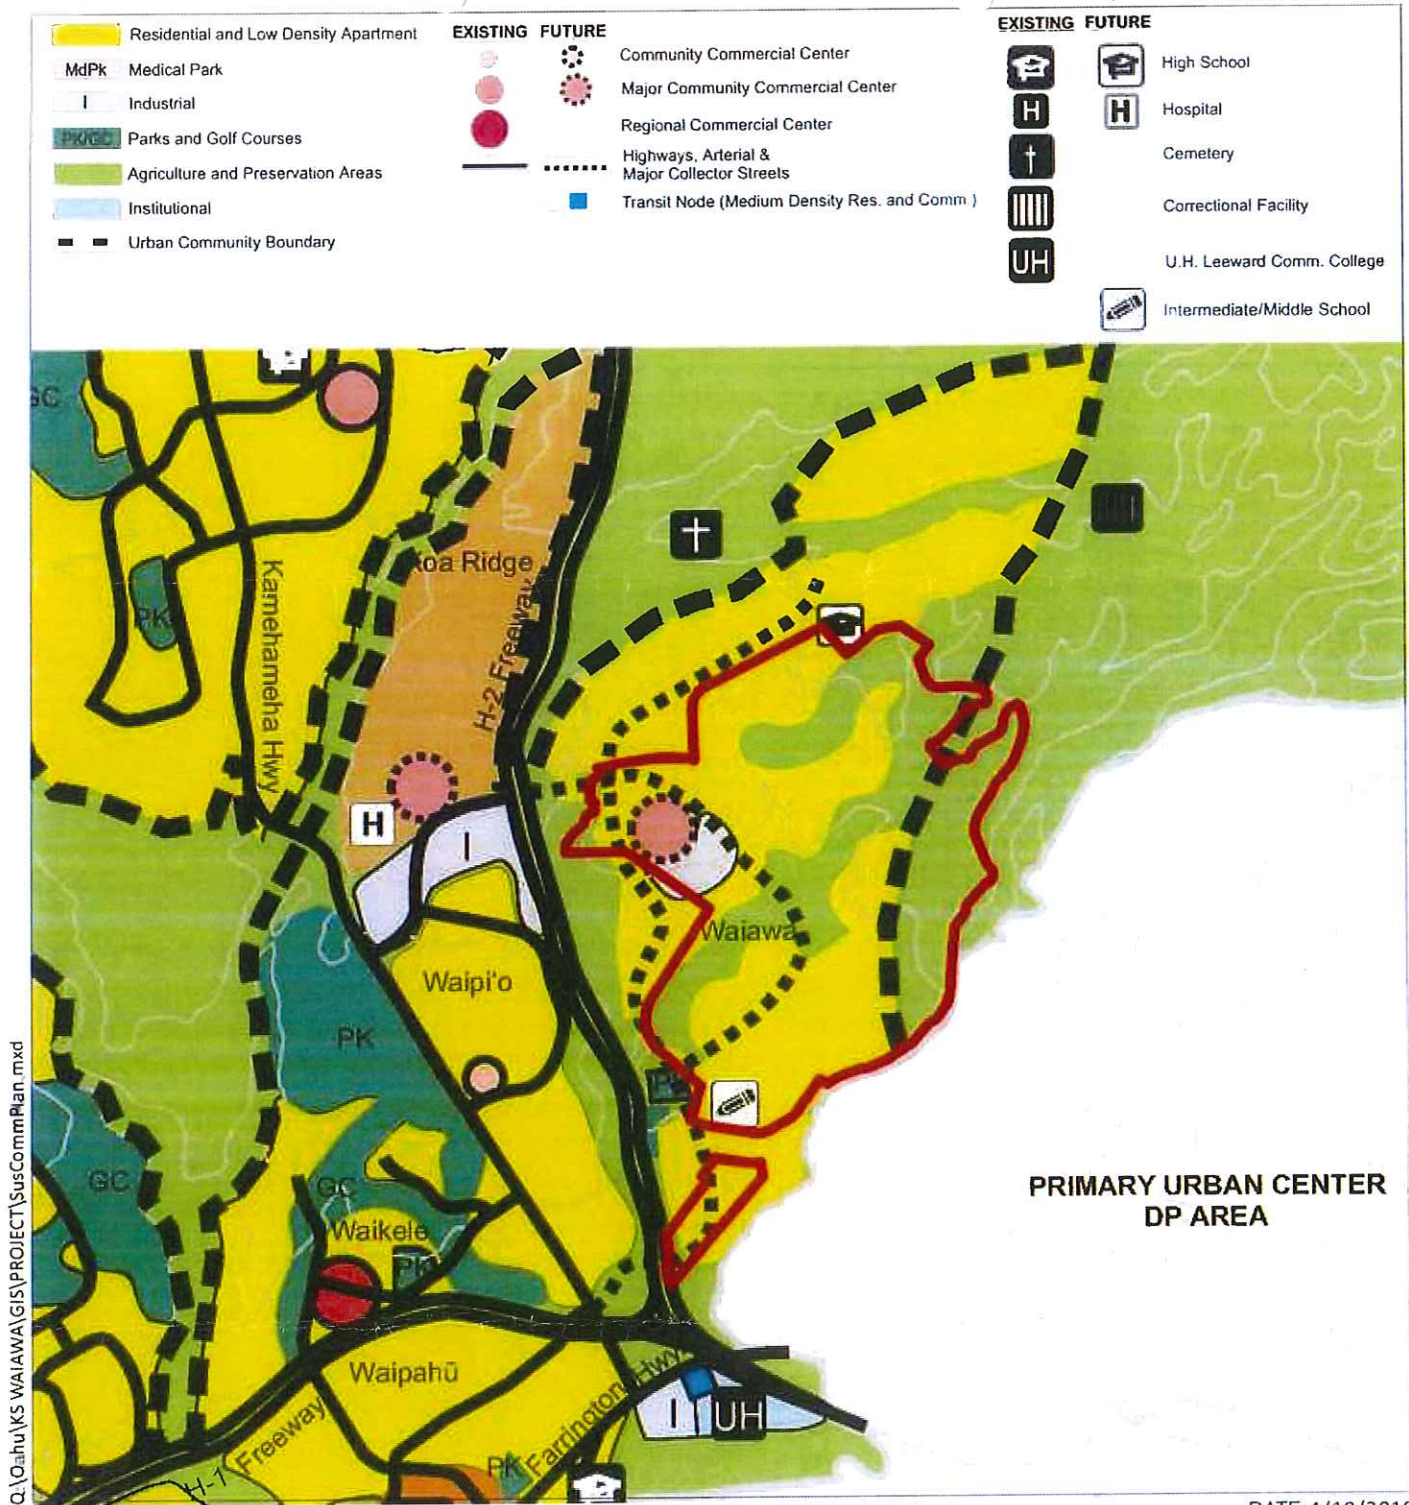 Residential and Low Density Apartment
MdPk Medical Park
I Industrial
PK/GC Parks and Golf Courses
Agriculture and Preservation Areas
Institutional
Urban Community Boundary
EXISTING FUTURE
Community Commercial Center
Major Community Commercial Center
Regional Commercial Center
Highways, Arterial &
Major Collector Streets
Transit Node (Medium Density Res. and Comm.)
EXISTING FUTURE
High School
H H Hospital
Cemetery
Correctional Facility
UH U.H. Leeward Comm. College
Intermediate/Middle School
GC
PK
Kamehameha Hwy
Koa Ridge
H-2 Freeway
H
I
Waiawa
Waipi'o
PK
GC
GC
Waikele
PK
Waipahū
H-1 Freeway
Farrington Hwy
PK
I
UH
PRIMARY URBAN CENTER
DP AREA
Q:\Oahu\KS WAIAWA\GIS\PROJECT\SusCommPlan.mxd